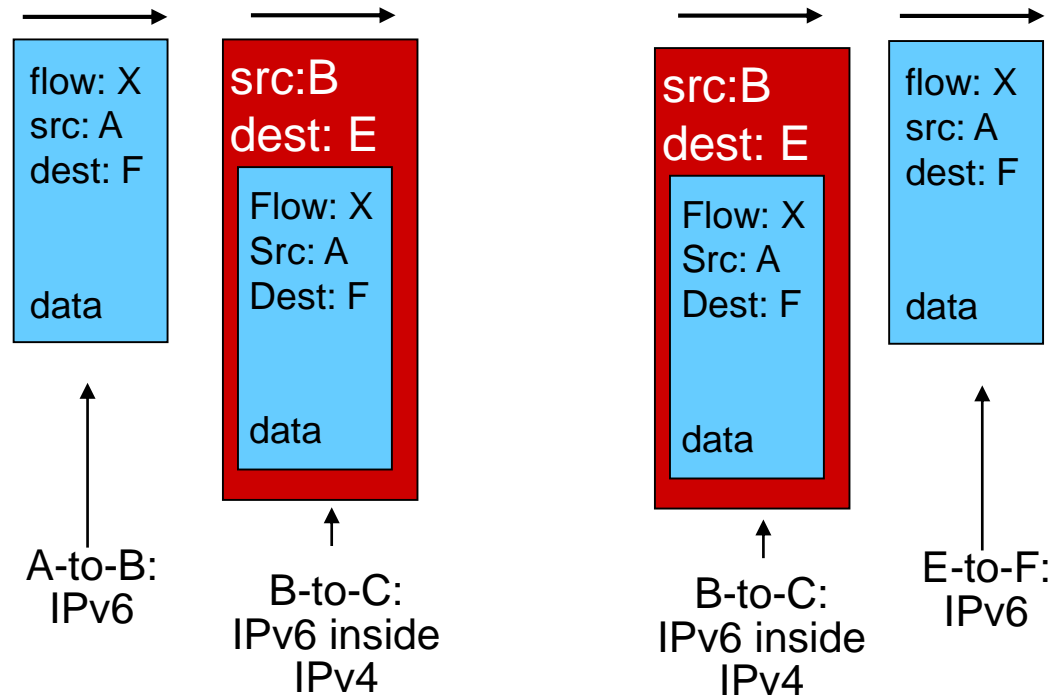 flow: X
src: A
dest: F
data
A-to-B:
IPv6
src:B
dest: E
Flow: X
Src: A
Dest: F
data
B-to-C:
IPv6 inside
IPv4
src:B
dest: E
Flow: X
Src: A
Dest: F
data
B-to-C:
IPv6 inside
IPv4
flow: X
src: A
dest: F
data
E-to-F:
IPv6